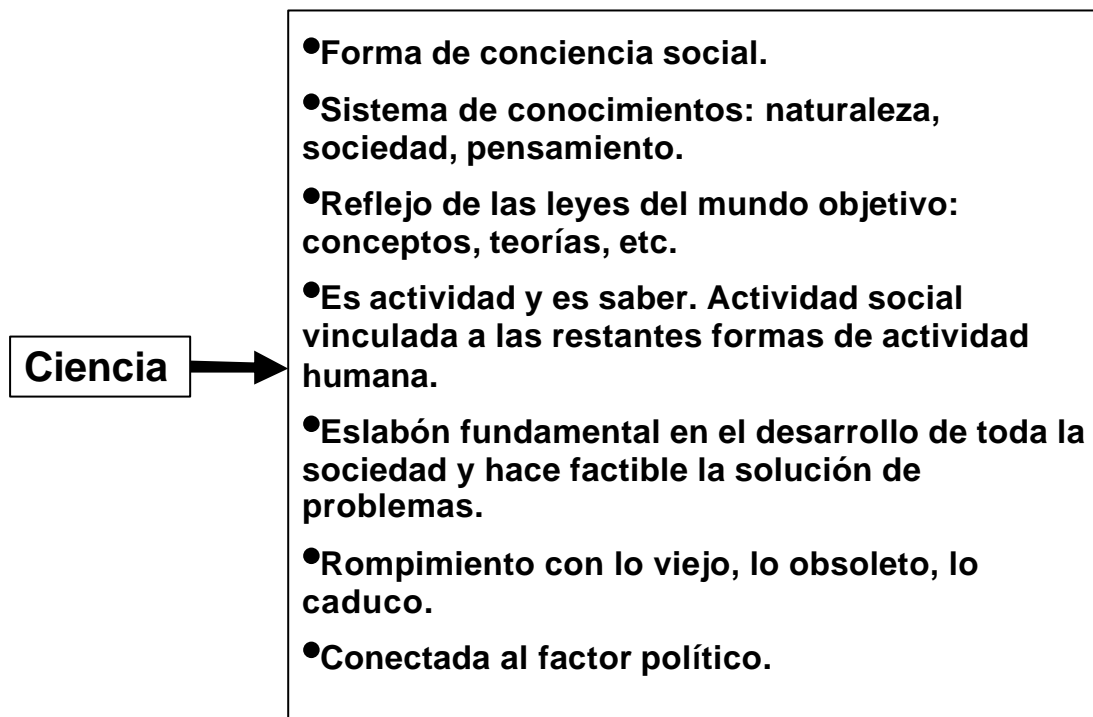 Ciencia
●Forma de conciencia social.
●Sistema de conocimientos: naturaleza,
sociedad, pensamiento.
●Reflejo de las leyes del mundo objetivo:
conceptos, teorías, etc.
●Es actividad y es saber. Actividad social
vinculada a las restantes formas de actividad
humana.
●Eslabón fundamental en el desarrollo de toda la
sociedad y hace factible la solución de
problemas.
●Rompimiento con lo viejo, lo obsoleto, lo
caduco.
●Conectada al factor político.